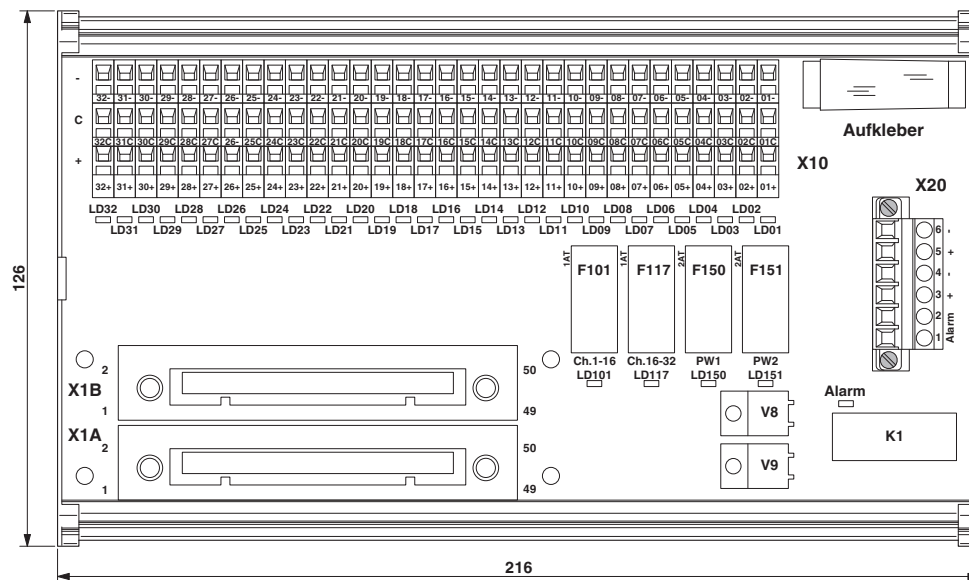 -
32- 31- 30- 29- 28- 27- 26- 25- 24- 23- 22- 21- 20- 19- 18- 17- 16- 15- 14- 13- 12- 11- 10- 09- 08- 07- 06- 05- 04- 03- 02- 01-
C
32C 31C 30C 29C 28C 27C 26- 25C 24C 23C 22C 21C 20C 19C 18C 17C 16C 15C 14C 13C 12C 11C 10C 09C 08C 07C 06C 05C 04C 03C 02C 01C
+
32+ 31+ 30+ 29+ 28+ 27+ 26+ 25+ 24+ 23+ 22+ 21+ 20+ 19+ 18+ 17+ 16+ 15+ 14+ 13+ 12+ 11+ 10+ 09+ 08+ 07+ 06+ 05+ 04+ 03+ 02+ 01+
LD32 LD30 LD28 LD26 LD24 LD22 LD20 LD18 LD16 LD14 LD12 LD10 LD08 LD06 LD04 LD02
LD31 LD29 LD27 LD25 LD23 LD21 LD19 LD17 LD15 LD13 LD11 LD09 LD07 LD05 LD03 LD01
Aufkleber
X10
X20
6 -
5 +
4 -
3 +
2
1
Alarm
1AT F101
1AT F117
2AT F150
2AT F151
Ch.1-16 Ch.16-32 PW1 PW2
LD101 LD117 LD150 LD151
X1B
2 50
1 49
X1A
2 50
1 49
V8
V9
Alarm
K1
126
216